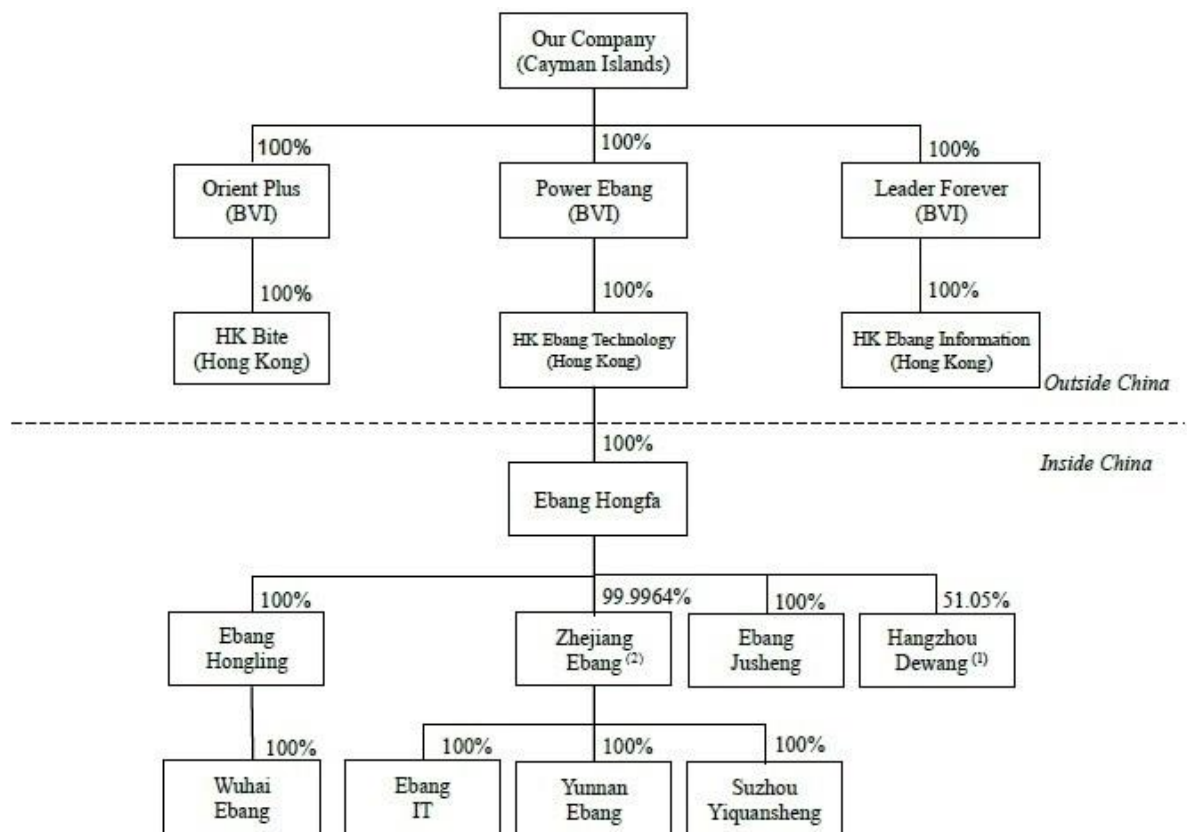 Our Company
(Cayman Islands)
100%
100%
100%
Orient Plus
(BVI)
Power Ebang
(BVI)
Leader Forever
(BVI)
100%
100%
100%
HK Bite
(Hong Kong)
HK Ebang Technology
(Hong Kong)
HK Ebang Information
(Hong Kong)
Outside China
100%
Inside China
Ebang Hongfa
100%
99.9964%
100%
51.05%
Ebang
Hongling
Zhejiang
Ebang (2)
Ebang
Jusheng
Hangzhou
Dewang (1)
100%
100%
100%
100%
Wuhai
Ebang
Ebang
IT
Yunnan
Ebang
Suzhou
Yiquansheng